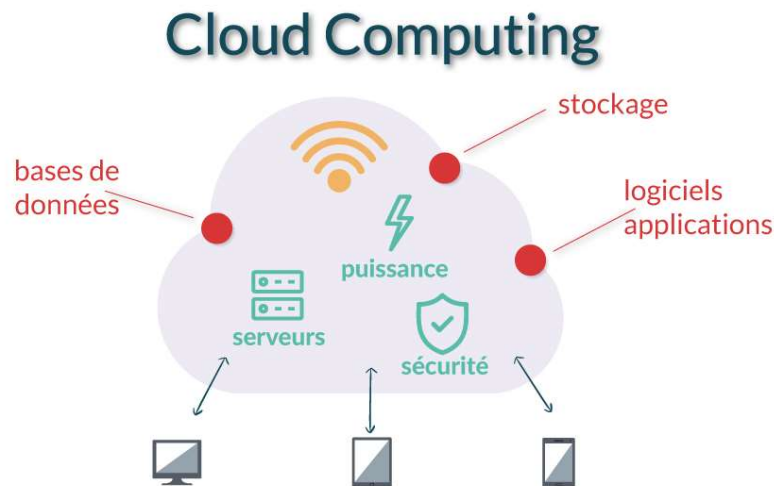 Cloud Computing
stockage
bases de
données
logiciels
applications
puissance
serveurs
sécurité